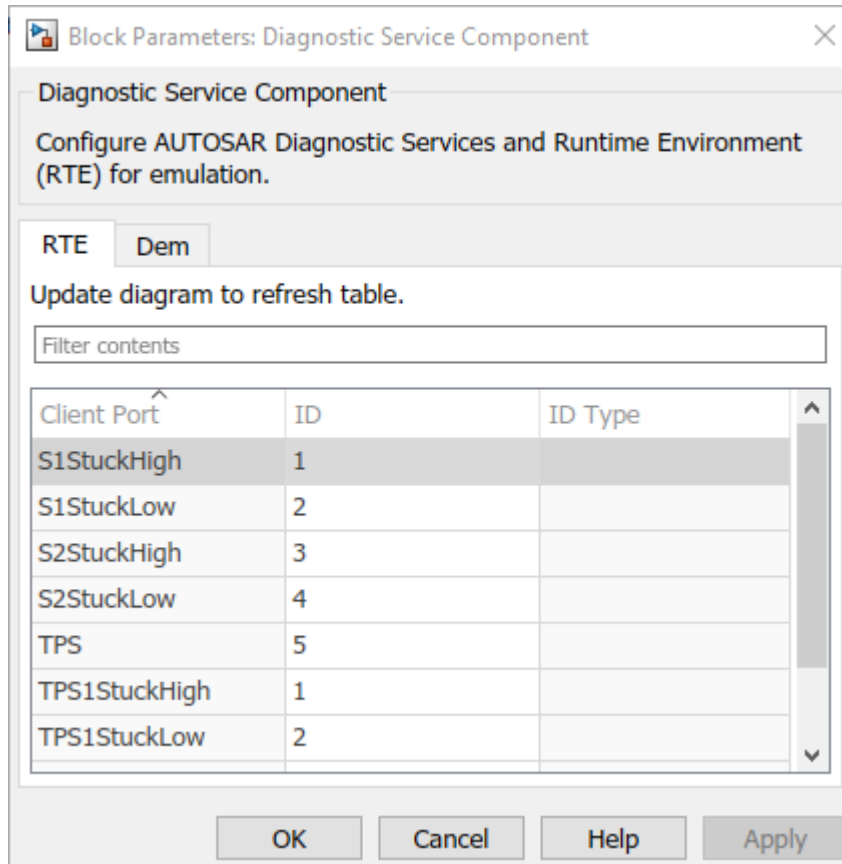 Block Parameters: Diagnostic Service Component
Diagnostic Service Component
Configure AUTOSAR Diagnostic Services and Runtime Environment
(RTE) for emulation.
RTE Dem
Update diagram to refresh table.
Filter contents
Client Port ID ID Type
S1StuckHigh 1
S1StuckLow 2
S2StuckHigh 3
S2StuckLow 4
TPS 5
TPS1StuckHigh 1
TPS1StuckLow 2
OK Cancel Help Apply